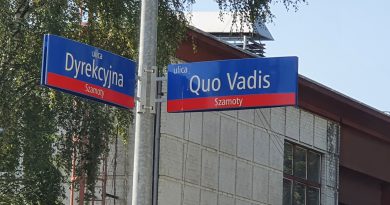 ulica
Dyrekcyjna
Szamoty
ulica
Quo Vadis
Szamoty